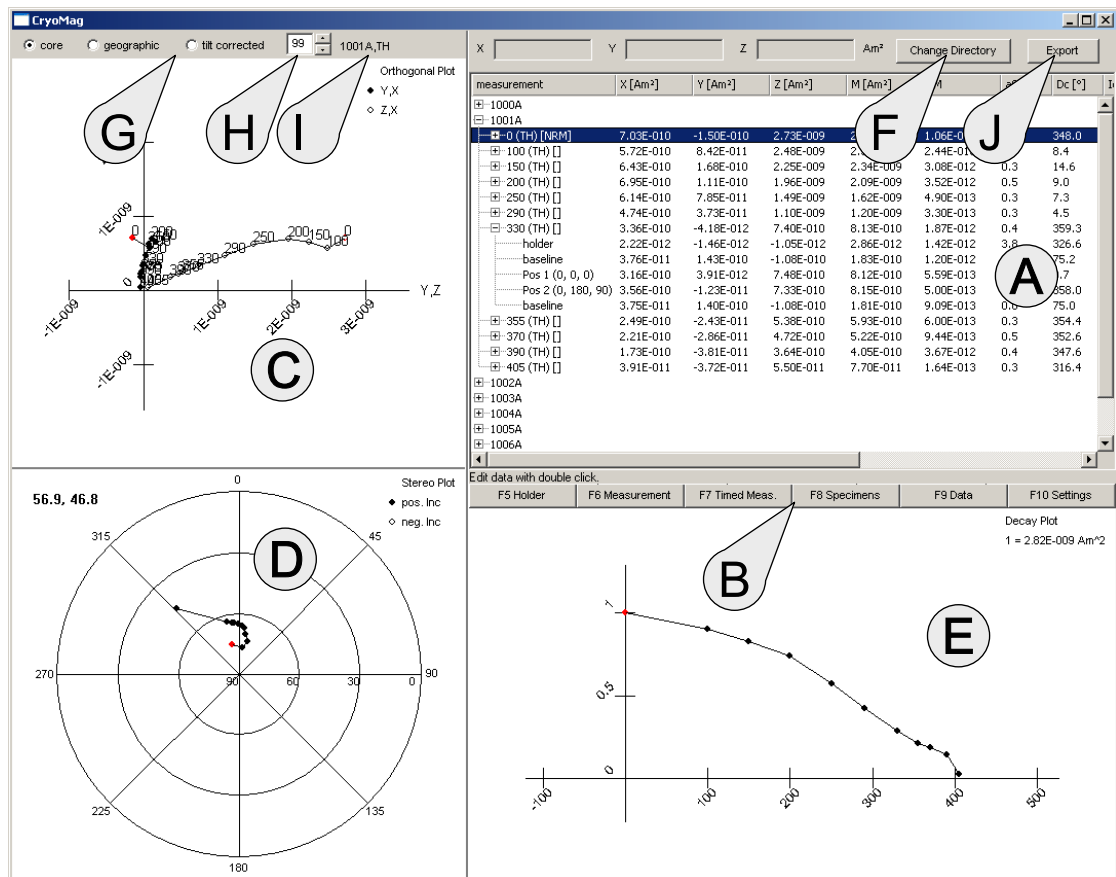 CryoMag
core geographic tilt corrected 99 1001A,TH
X Y Z Am² Change Directory Export
Orthogonal Plot
Y,X
Z,X
G H I F J
1E-009
0
-1E-009 1E-009 2E-009 3E-009
Y,Z
-1E-009
0 200 290 250 200 150 100 0
C
measurement X [Am²] Y [Am²] Z [Am²] M [Am²] Dc [°]
1000A
1001A
0 (TH) [NRM] 7.03E-010 -1.50E-010 2.73E-009 348.0
100 (TH) [] 5.72E-010 8.42E-011 2.48E-009 8.4
150 (TH) [] 6.43E-010 1.68E-010 2.25E-009 2.34E-009 3.08E-012 0.3 14.6
200 (TH) [] 6.95E-010 1.11E-010 1.96E-009 2.09E-009 3.52E-012 0.5 9.0
250 (TH) [] 6.14E-010 7.85E-011 1.49E-009 1.62E-009 4.90E-013 0.3 7.3
290 (TH) [] 4.74E-010 3.73E-011 1.10E-009 1.20E-009 3.30E-013 0.3 4.5
330 (TH) [] 3.36E-010 -4.18E-012 7.40E-010 8.13E-010 1.87E-012 0.4 359.3
holder 2.22E-012 -1.46E-012 -1.05E-012 2.86E-012 1.42E-012 3.8 326.6
baseline 3.76E-011 1.43E-010 -1.08E-010 1.83E-010 1.20E-012 75.2
Pos 1 (0, 0, 0) 3.16E-010 3.91E-012 7.48E-010 8.12E-010 5.59E-013
Pos 2 (0, 180, 90) 3.56E-010 -1.23E-011 7.33E-010 8.15E-010 5.00E-013 358.0
baseline 3.75E-011 1.40E-010 -1.08E-010 1.81E-010 9.09E-013 75.0
355 (TH) [] 2.49E-010 -2.43E-011 5.38E-010 5.93E-010 6.00E-013 0.3 354.4
370 (TH) [] 2.21E-010 -2.86E-011 4.72E-010 5.22E-010 9.44E-013 0.5 352.6
390 (TH) [] 1.73E-010 -3.81E-011 3.64E-010 4.05E-010 3.67E-012 0.4 347.6
405 (TH) [] 3.91E-011 -3.72E-011 5.50E-011 7.70E-011 1.64E-013 0.3 316.4
1002A
1003A
1004A
1005A
1006A
A
Edit data with double click.
F5 Holder F6 Measurement F7 Timed Meas. F8 Specimens F9 Data F10 Settings
56.9, 46.8
Stereo Plot
pos. Inc
neg. Inc
0
315 45
D
270 90 60 30 0 90
225 135
180
Decay Plot
1 = 2.82E-009 Am^2
B
E
1
0.5
0
-100 100 200 300 400 500